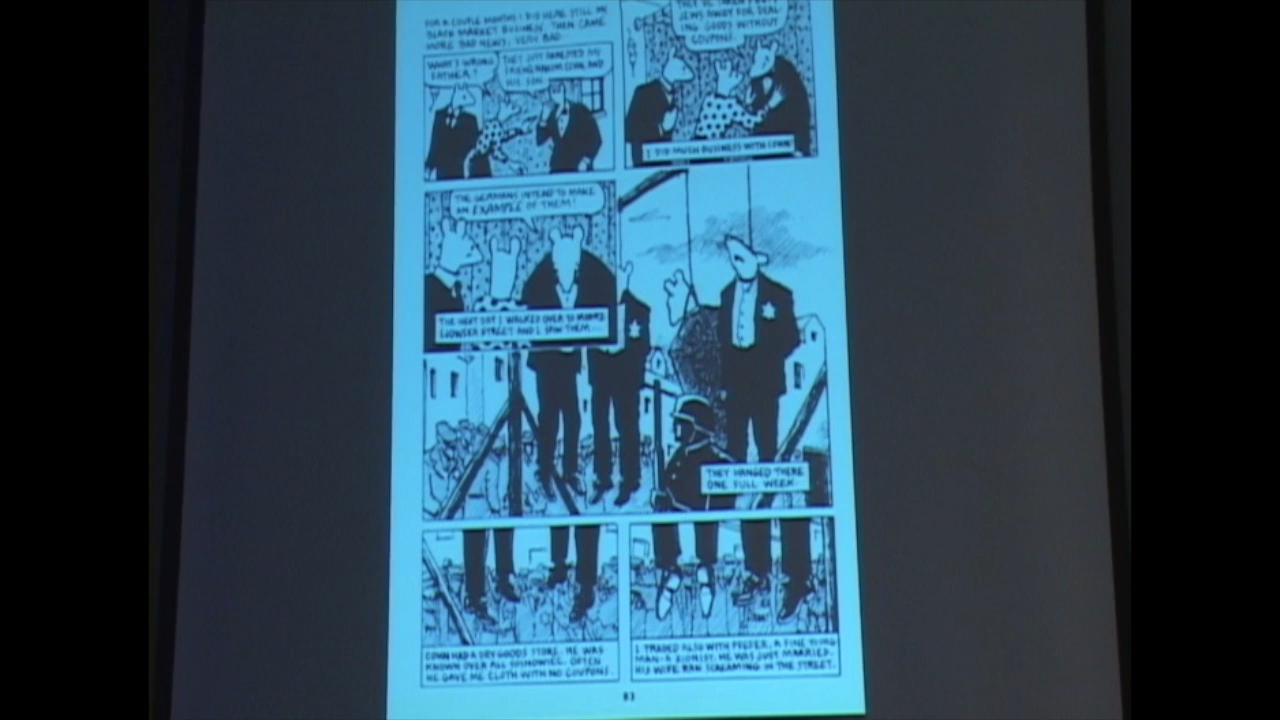 FOR A COUPLE MONTHS I DID HERE STILL MY
BLACK MARKET BUSINESS. THEN CAME
MORE BAD NEWS, VERY BAD.
WHAT'S WRONG
FATHER?
THEY JUST ARRESTED MY
FRIEND NAHUM COHN AND
HIS SON.
JEWS AWAY FOR DEAL-
ING GOODS WITHOUT
COUPONS.
I DID MUCH BUSINESS WITH COHN
THE GERMANS INTEND TO MAKE
AN EXAMPLE OF THEM!
THE NEXT DAY I WALKED OVER TO MODRZ-
EJOWSKA STREET AND I SAW THEM...
THEY HANGED THERE
ONE FULL WEEK.
COHN HAD A DRY GOODS STORE. HE WAS
KNOWN OVER ALL SOSNOWIEC. OFTEN
HE GAVE ME CLOTH WITH NO COUPONS.
I TRADED ALSO WITH PFEFER, A FINE YOUNG
MAN-A ZIONIST. HE WAS JUST MARRIED.
HIS WIFE RAN SCREAMING IN THE STREET.
83